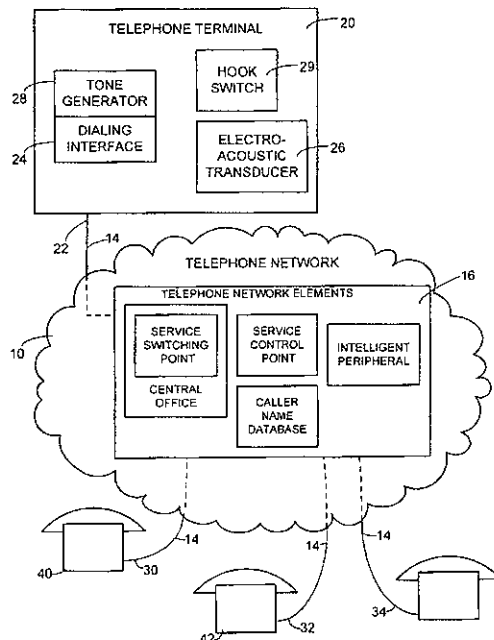 TELEPHONE TERMINAL
20
28
TONE
GENERATOR
HOOK
SWITCH
29
24
DIALING
INTERFACE
ELECTRO-
ACOUSTIC
TRANSDUCER
26
22
14
TELEPHONE NETWORK
16
TELEPHONE NETWORK ELEMENTS
10
SERVICE
SWITCHING
POINT
CENTRAL
OFFICE
SERVICE
CONTROL
POINT
INTELLIGENT
PERIPHERAL
CALLER
NAME
DATABASE
14
14
14
40
30
42
32
34